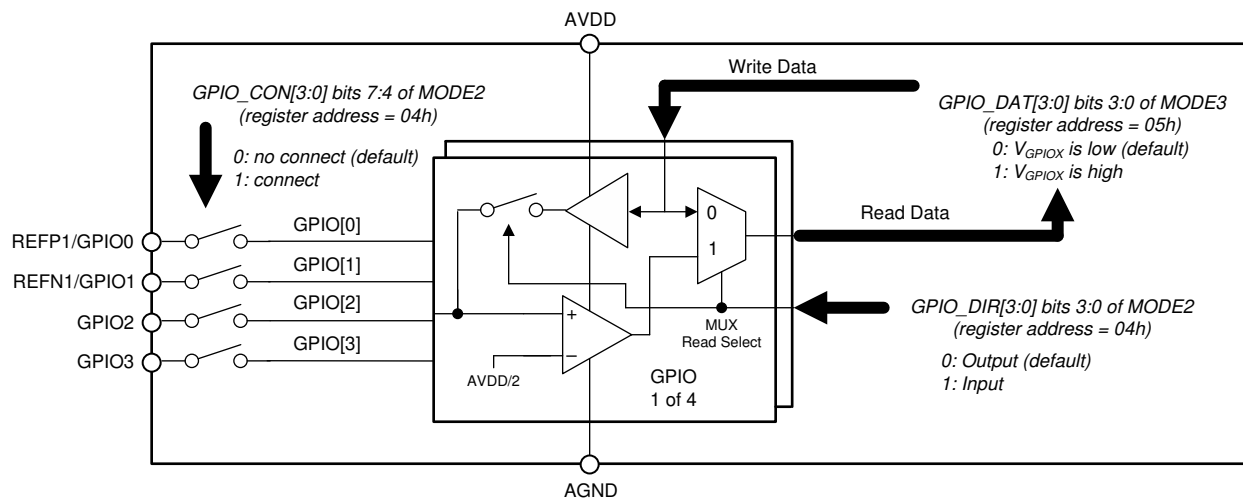 AVDD
Write Data
GPIO_CON[3:0] bits 7:4 of MODE2
(register address = 04h)
0: no connect (default)
1: connect
GPIO_DAT[3:0] bits 3:0 of MODE3
(register address = 05h)
0: VGPIOX is low (default)
1: VGPIOX is high
Read Data
REFP1/GPIO0
GPIO[0]
REFN1/GPIO1
GPIO[1]
GPIO2
GPIO[2]
GPIO3
GPIO[3]
0
1
+
–
AVDD/2
MUX
Read Select
GPIO
1 of 4
GPIO_DIR[3:0] bits 3:0 of MODE2
(register address = 04h)
0: Output (default)
1: Input
AGND